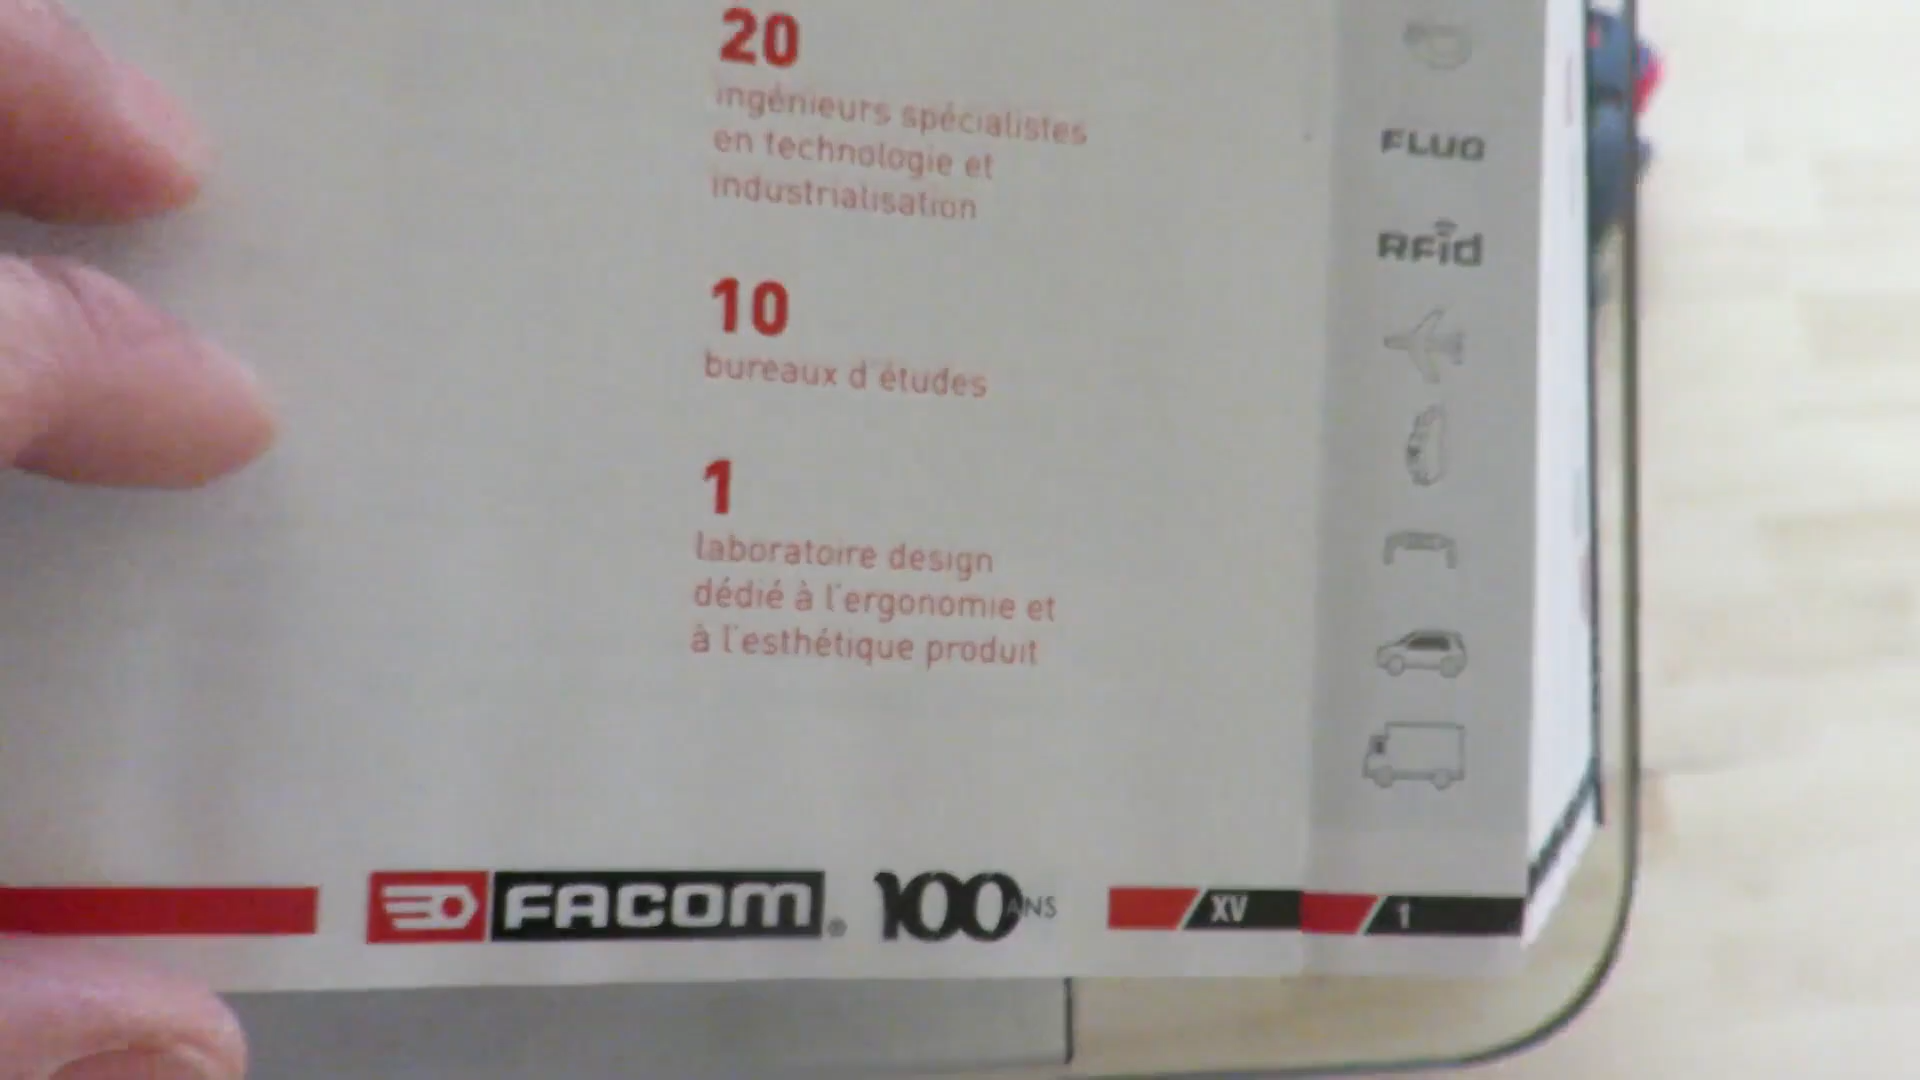 20
ingénieurs spécialistes
en technologie et
industrialisation
10
bureaux d'études
1
laboratoire design
dédié à l'ergonomie et
à l'esthétique produit
FLUO
RFid
FACOM® 100 ANS
XV
1